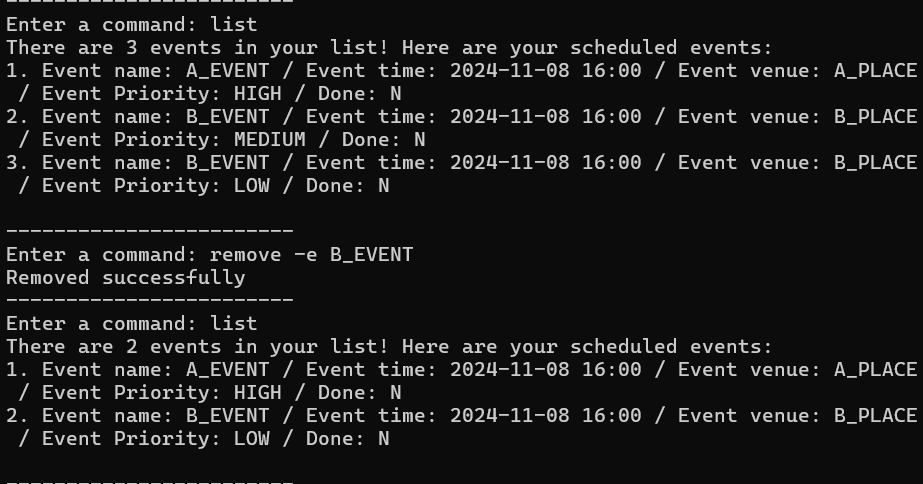 ------------------------
Enter a command: list
There are 3 events in your list! Here are your scheduled events:
1. Event name: A_EVENT / Event time: 2024-11-08 16:00 / Event venue: A_PLACE
 / Event Priority: HIGH / Done: N
2. Event name: B_EVENT / Event time: 2024-11-08 16:00 / Event venue: B_PLACE
 / Event Priority: MEDIUM / Done: N
3. Event name: B_EVENT / Event time: 2024-11-08 16:00 / Event venue: B_PLACE
 / Event Priority: LOW / Done: N

------------------------
Enter a command: remove -e B_EVENT
Removed successfully
------------------------
Enter a command: list
There are 2 events in your list! Here are your scheduled events:
1. Event name: A_EVENT / Event time: 2024-11-08 16:00 / Event venue: A_PLACE
 / Event Priority: HIGH / Done: N
2. Event name: B_EVENT / Event time: 2024-11-08 16:00 / Event venue: B_PLACE
 / Event Priority: LOW / Done: N

------------------------